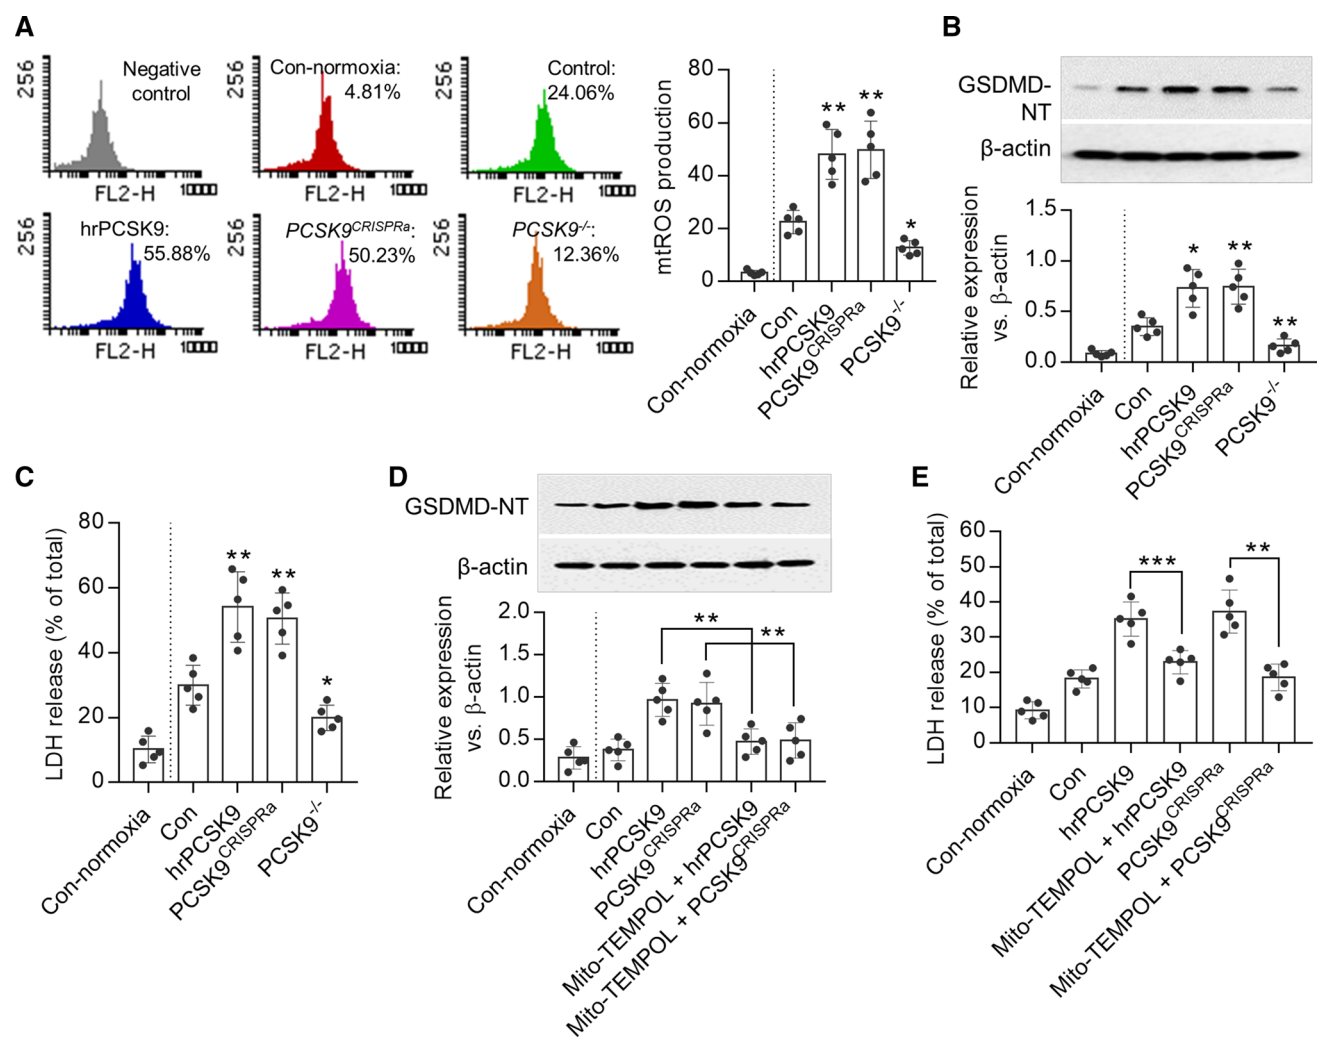 A
256
Negative
control
FL2-H
10000
256
Con-normoxia:
4.81%
FL2-H
10000
256
Control:
24.06%
FL2-H
10000
256
hrPCSK9:
55.88%
FL2-H
10000
256
PCSK9CRISPRa:
50.23%
FL2-H
10000
256
PCSK9-/-:
12.36%
FL2-H
10000
mtROS production
80
60
40
20
0
**
**
*
Con-normoxia
Con
hrPCSK9
PCSK9CRISPRa
PCSK9-/-
B
GSDMD-
NT
β-actin
Relative expression
vs. β-actin
1.5
1.0
0.5
0.0
*
**
**
Con-normoxia
Con
hrPCSK9
PCSK9CRISPRa
PCSK9-/-
C
LDH release (% of total)
80
60
40
20
0
**
**
*
Con-normoxia
Con
hrPCSK9
PCSK9CRISPRa
PCSK9-/-
D
GSDMD-NT
β-actin
Relative expression
vs. β-actin
2.0
1.5
1.0
0.5
0.0
**
**
Con-normoxia
Con
hrPCSK9
PCSK9CRISPRa
Mito-TEMPOL + hrPCSK9
Mito-TEMPOL + PCSK9CRISPRa
E
LDH release (% of total)
60
50
40
30
20
10
0
***
**
Con-normoxia
Con
hrPCSK9
Mito-TEMPOL + hrPCSK9
PCSK9CRISPRa
Mito-TEMPOL + PCSK9CRISPRa